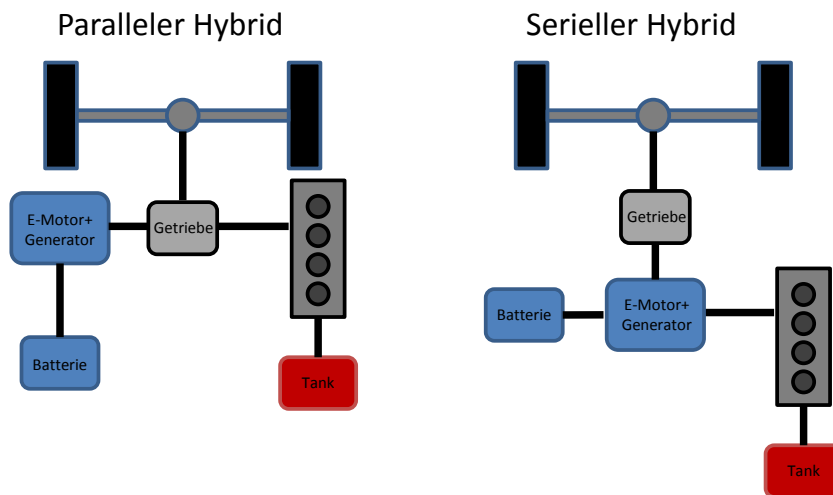 Paralleler Hybrid
E-Motor+
Generator
Getriebe
Batterie
Tank
Serieller Hybrid
Getriebe
Batterie
E-Motor+
Generator
Tank